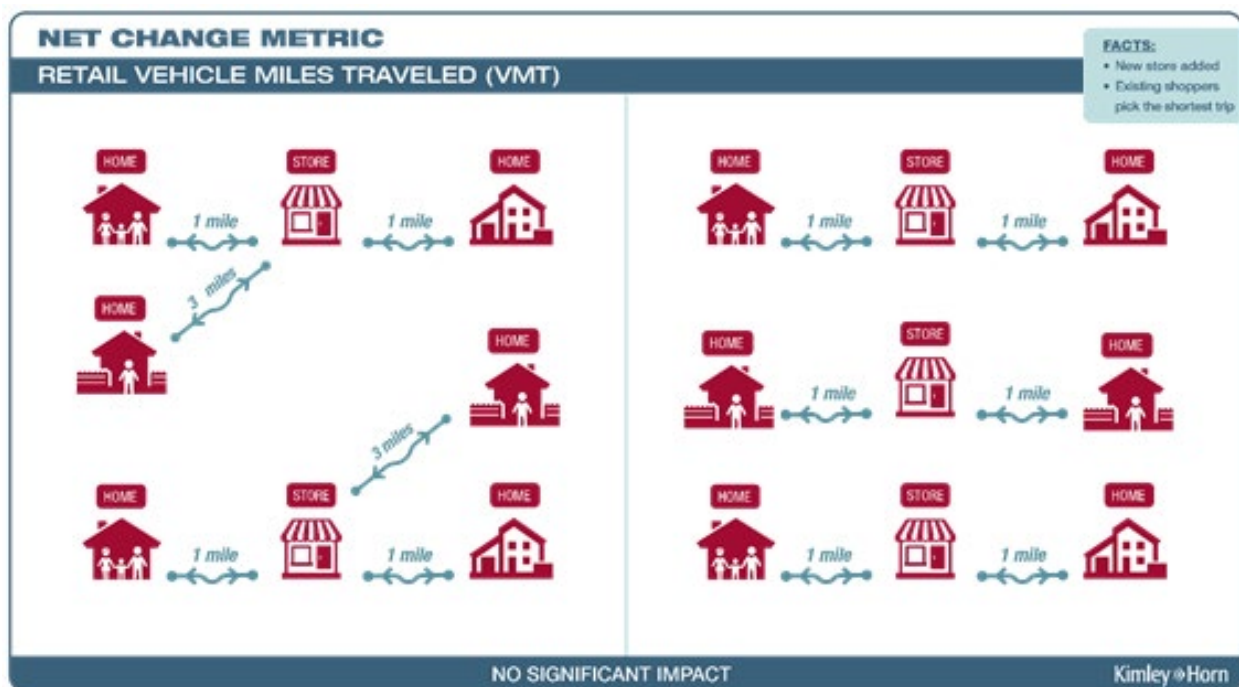 NET CHANGE METRIC
RETAIL VEHICLE MILES TRAVELED (VMT)
FACTS:
• New store added
• Existing shoppers
pick the shortest trip
HOME
STORE
HOME
1 mile
1 mile
3 miles
HOME
HOME
3 miles
HOME
STORE
HOME
1 mile
1 mile
HOME
STORE
HOME
1 mile
1 mile
HOME
STORE
HOME
1 mile
1 mile
HOME
STORE
HOME
1 mile
1 mile
NO SIGNIFICANT IMPACT
Kimley Horn